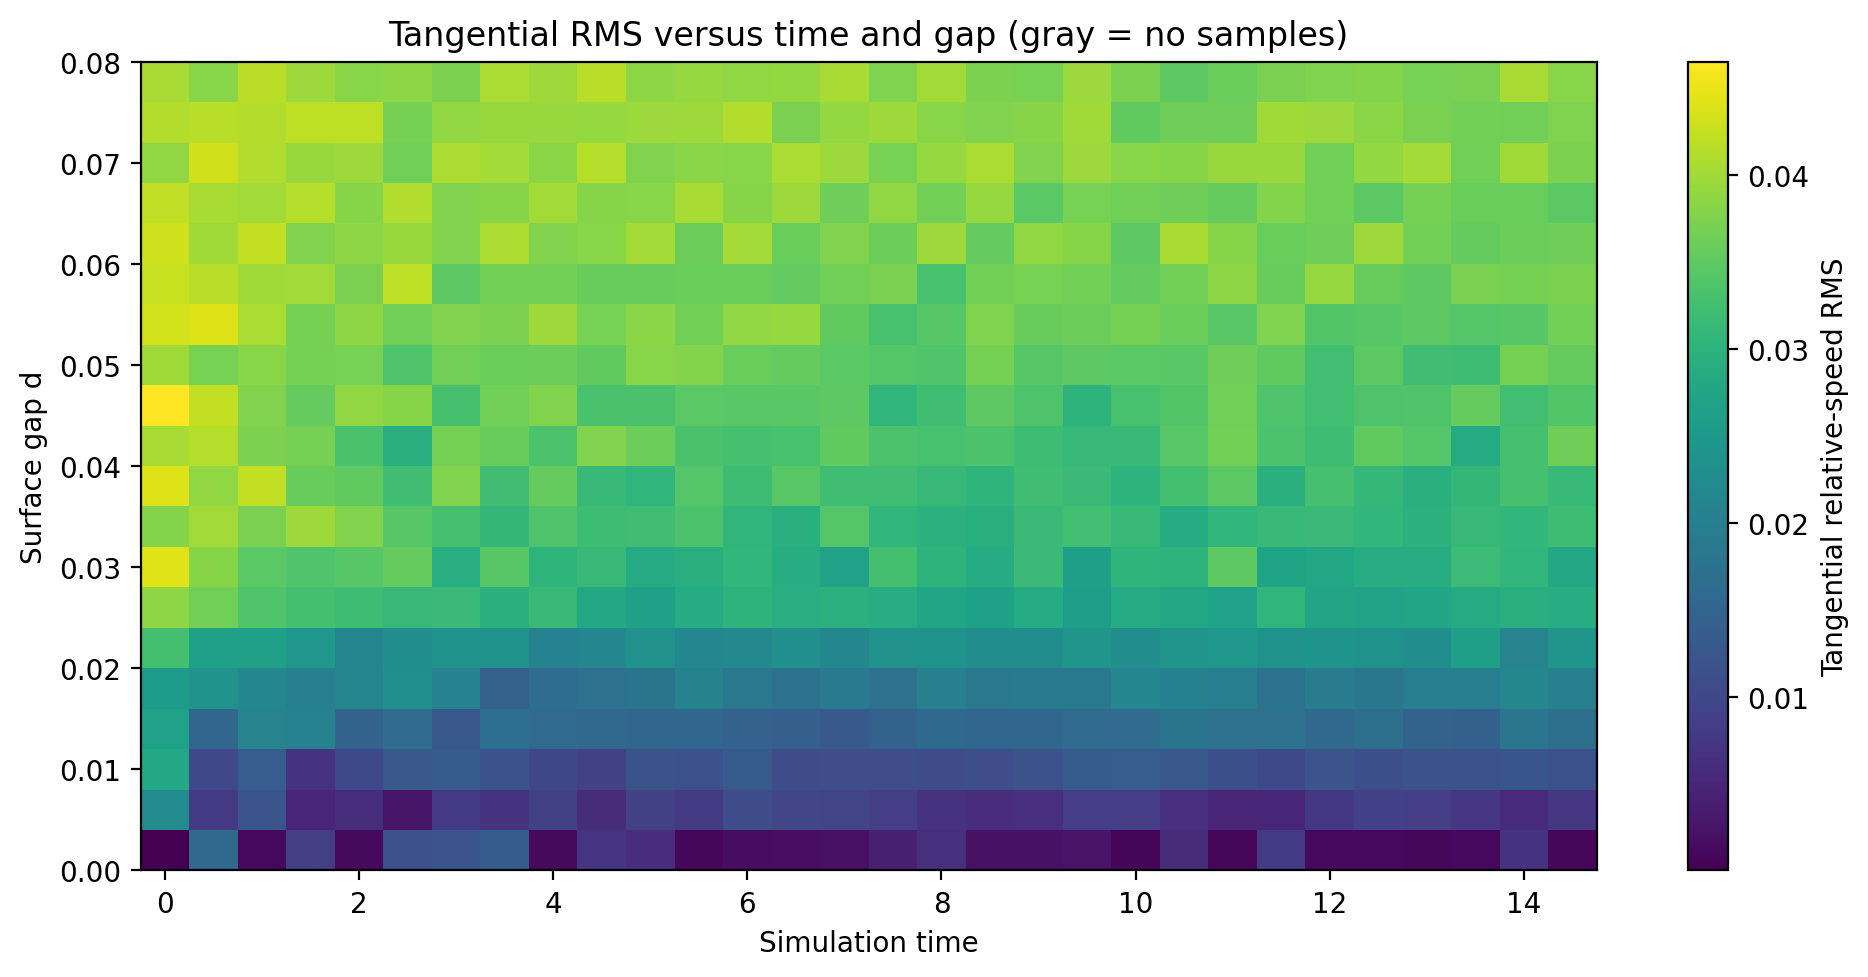 Tangential RMS versus time and gap (gray = no samples)
0.08
0.07
0.06
0.05
0.04
0.03
0.02
0.01
0.00
Surface gap d
0 2 4 6 8 10 12 14
Simulation time
0.04
0.03
0.02
0.01
Tangential relative-speed RMS